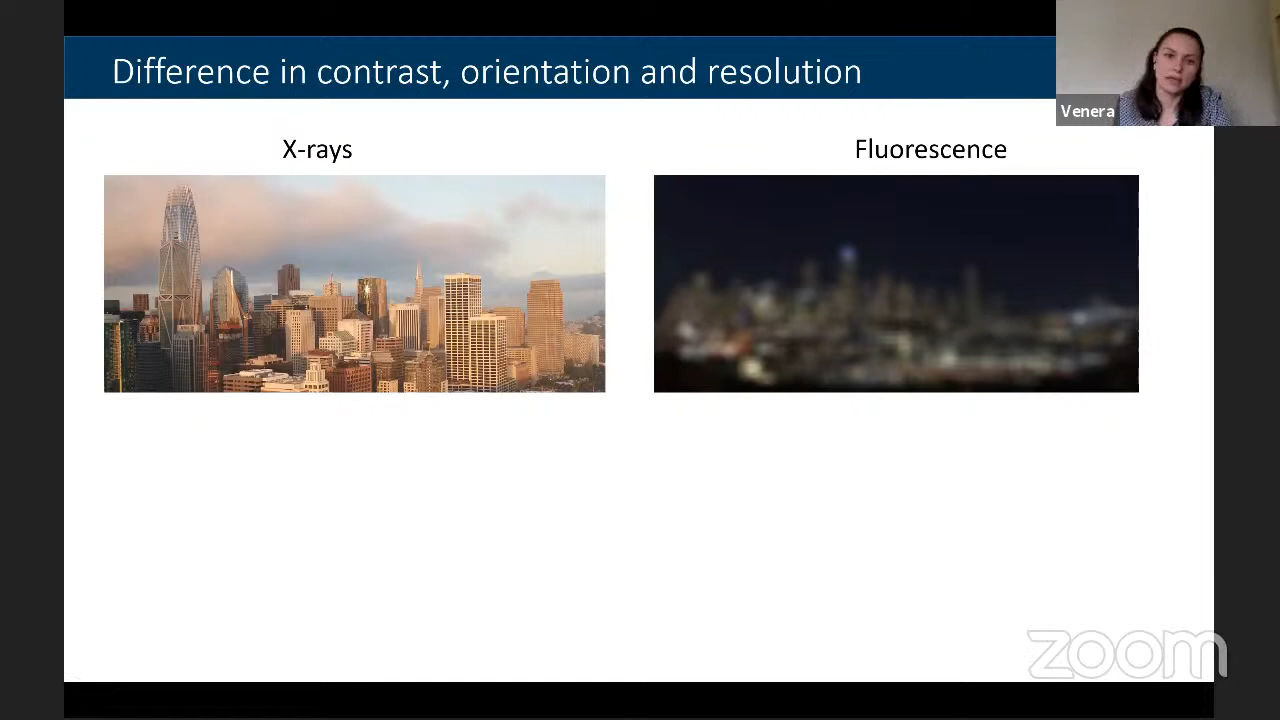 Difference in contrast, orientation and resolution
Venera
X-rays
Fluorescence
zoom